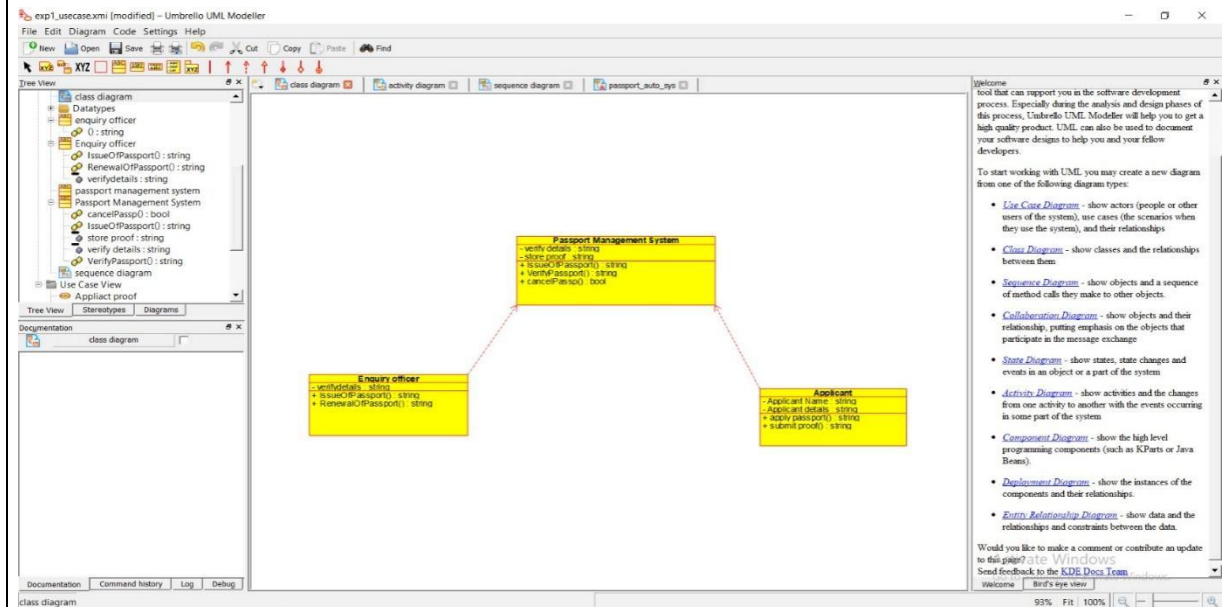 exp1_usecase.xmi [modified] – Umbrello UML Modeller
File Edit Diagram Code Settings Help
New Open Save Cut Copy Paste Find
XYZ
Tree View
class diagram
Datatypes
enquiry officer
() : string
Enquiry officer
IssueOfPassport() : string
RenewalOfPassport() : string
verifydetails : string
passport management system
Passport Management System
cancelPassp() : bool
IssueOfPassport() : string
store proof : string
verify details : string
VerifyPassport() : string
sequence diagram
Use Case View
Appliact proof
Tree View Stereotypes Diagrams
Documentation
class diagram
Documentation Command history Log Debug
class diagram
class diagram activity diagram sequence diagram passport_auto_sys
Passport Management System
- verify details : string
- store proof : string
+ IssueOfPassport() : string
+ VerifyPassport() : string
+ cancelPassp() : bool
Enquiry officer
- verifydetails : string
+ IssueOfPassport() : string
+ RenewalOfPassport() : string
Applicant
- Applicant Name : string
- Applicant details : string
+ apply passport() : string
+ submit proof() : string
Welcome
tool that can support you in the software development
process. Especially during the analysis and design phases of
this process, Umbrello UML Modeller will help you to get a
high quality product. UML can also be used to document
your software designs to help you and your fellow
developers.
To start working with UML you may create a new diagram
from one of the following diagram types:
• Use Case Diagram - show actors (people or other
users of the system), use cases (the scenarios when
they use the system), and their relationships
• Class Diagram - show classes and the relationships
between them
• Sequence Diagram - show objects and a sequence
of method calls they make to other objects.
• Collaboration Diagram - show objects and their
relationship, putting emphasis on the objects that
participate in the message exchange
• State Diagram - show states, state changes and
events in an object or a part of the system
• Activity Diagram - show activities and the changes
from one activity to another with the events occurring
in some part of the system
• Component Diagram - show the high level
programming components (such as KParts or Java
Beans).
• Deployment Diagram - show the instances of the
components and their relationships.
• Entity Relationship Diagram - show data and the
relationships and constraints between the data.
Would you like to make a comment or contribute an update
to this page?
Activate Windows
Send feedback to the KDE Docs Team
Welcome Bird's eye view
93% Fit 100%